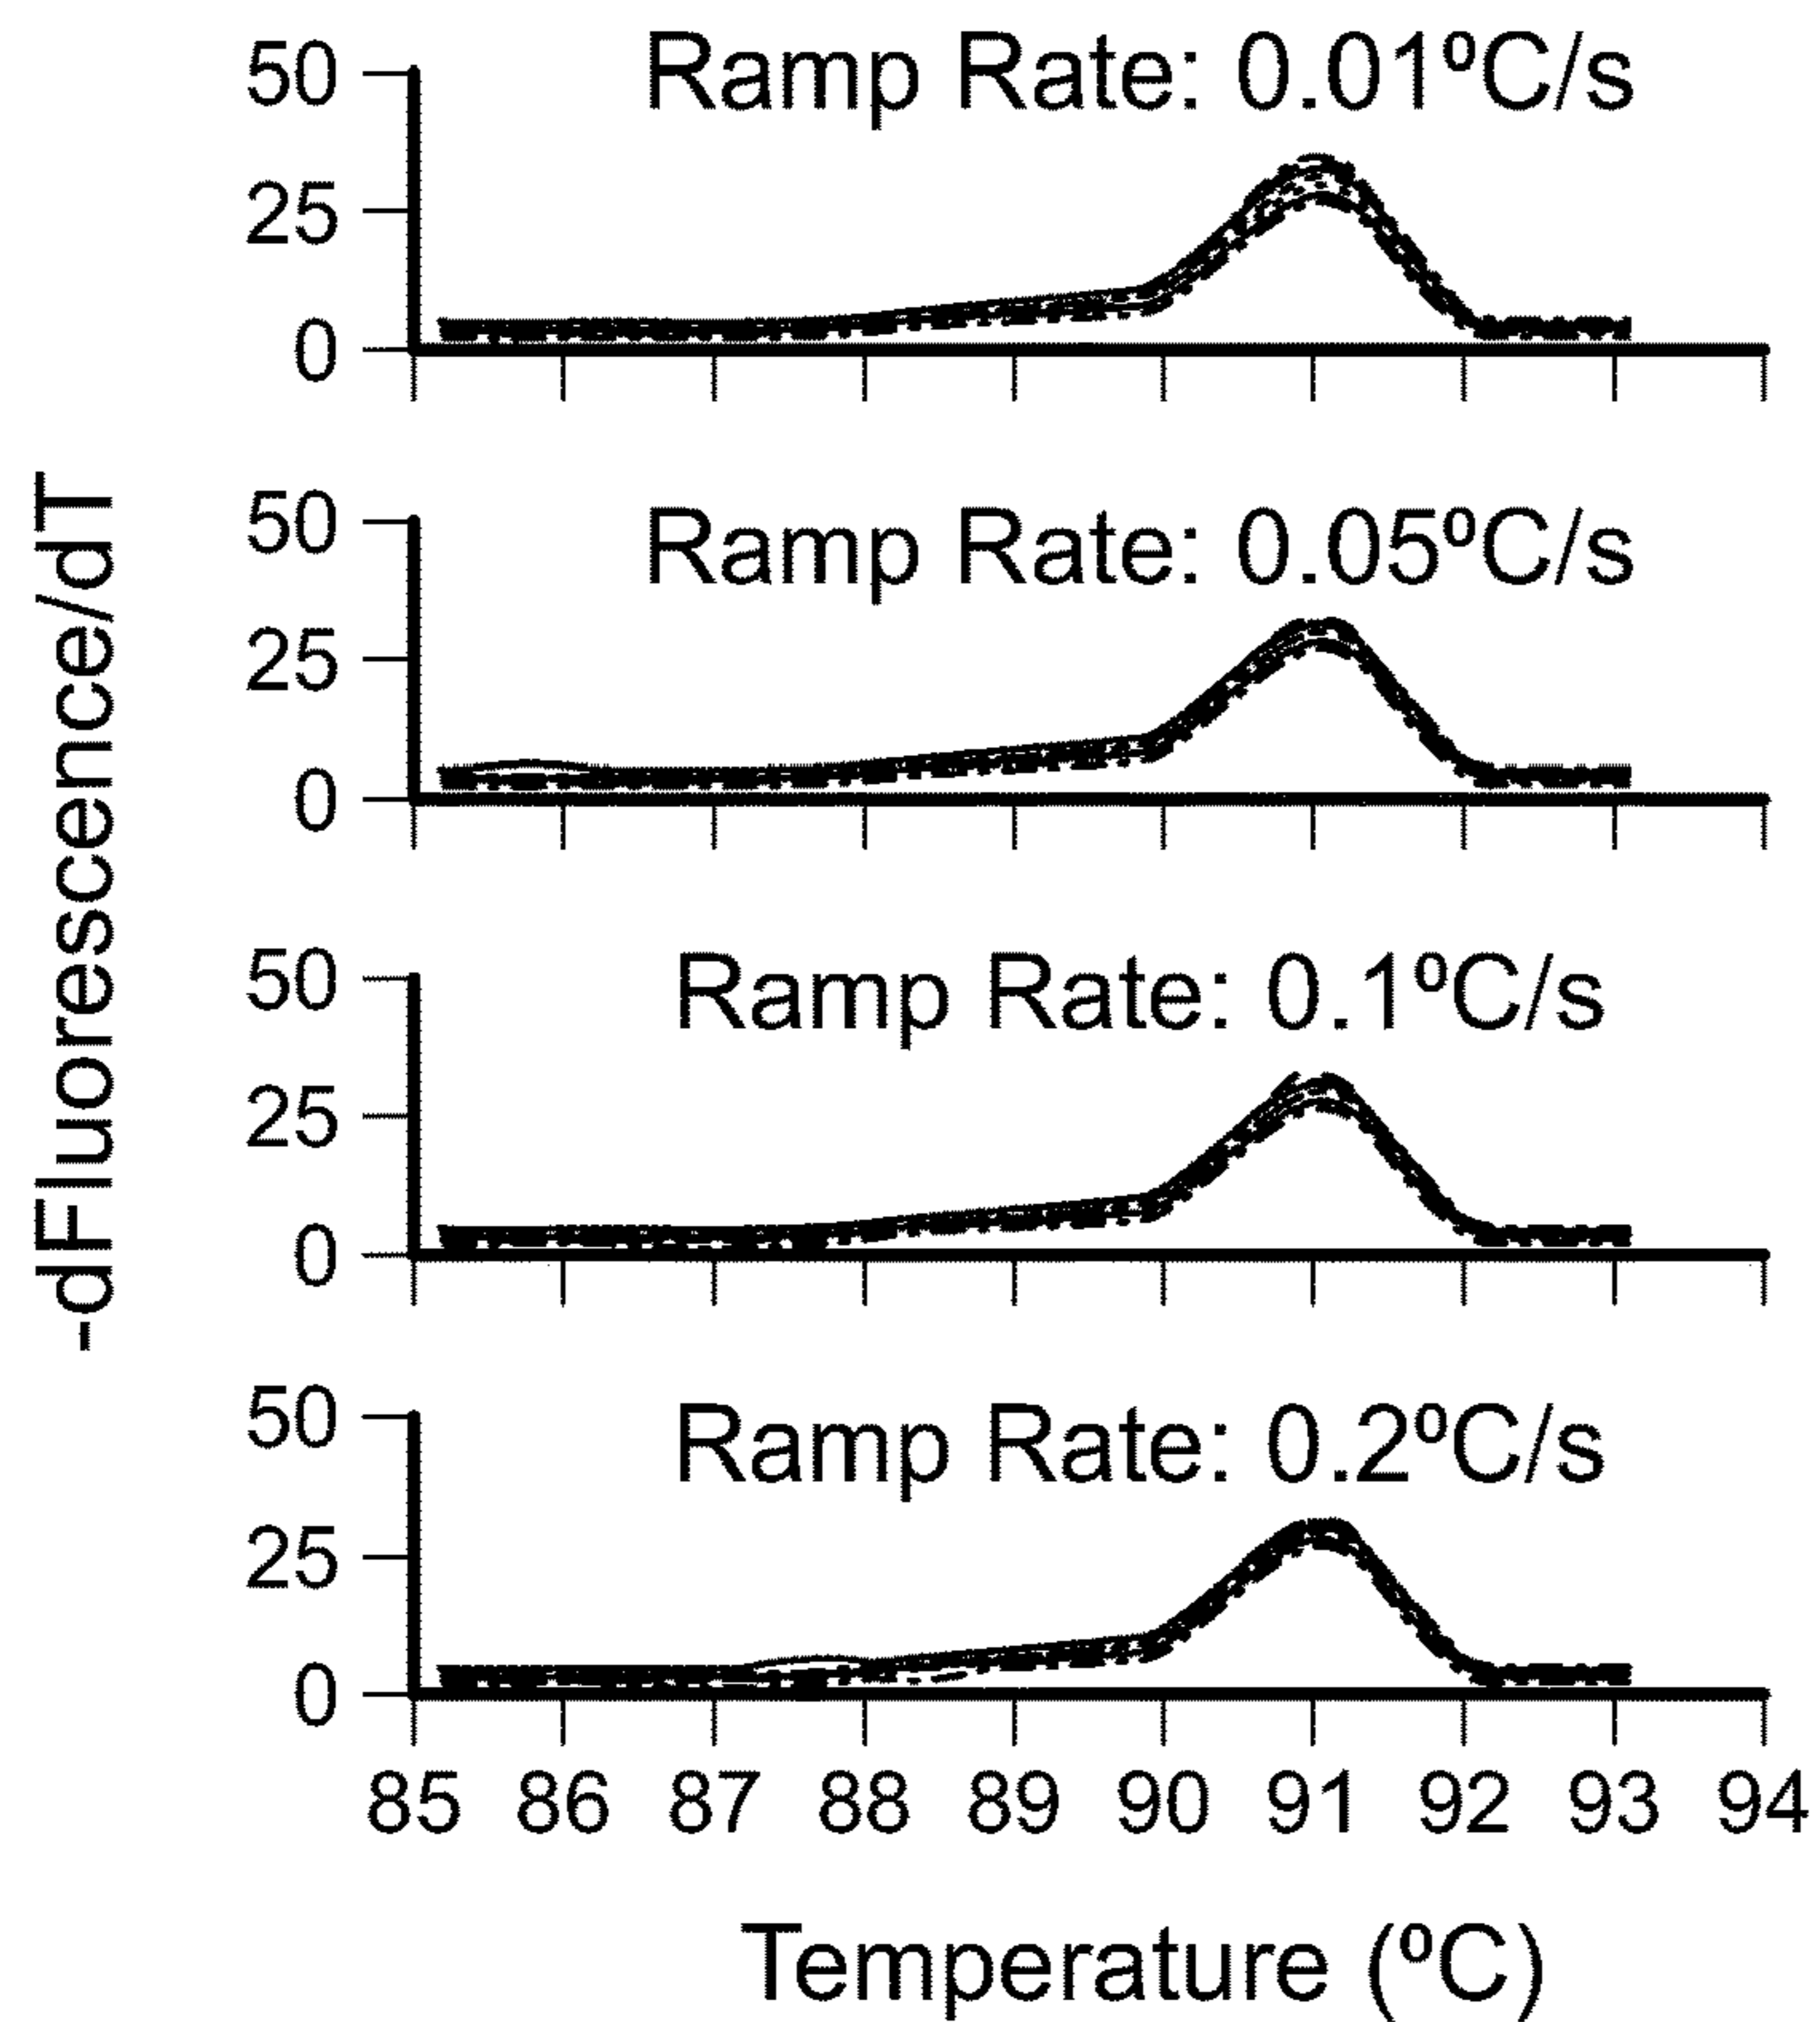 -dFluorescence/dT
Ramp Rate: 0.01ºC/s
50
25
0
Ramp Rate: 0.05ºC/s
50
25
0
Ramp Rate: 0.1ºC/s
50
25
0
Ramp Rate: 0.2ºC/s
50
25
0
85 86 87 88 89 90 91 92 93 94
Temperature (ºC)